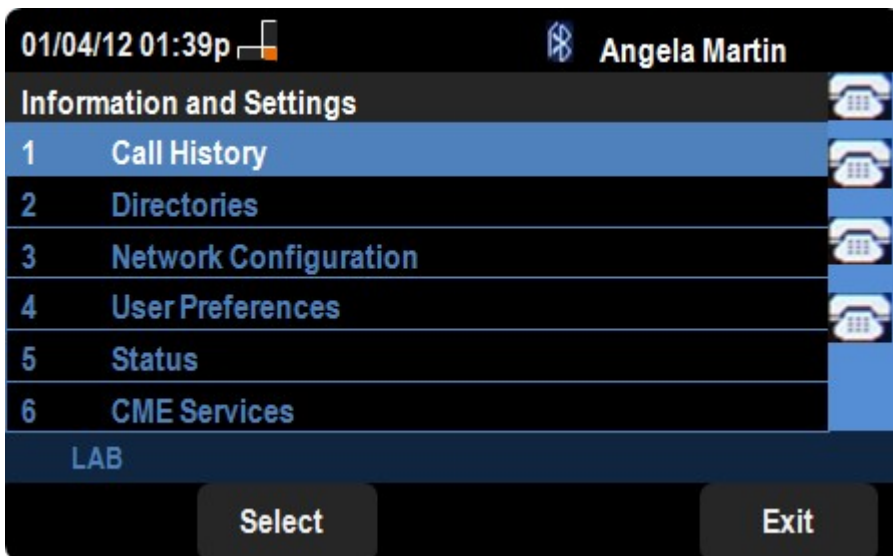 01/04/12 01:39p Angela Martin
Information and Settings
1 Call History
2 Directories
3 Network Configuration
4 User Preferences
5 Status
6 CME Services
LAB
Select Exit